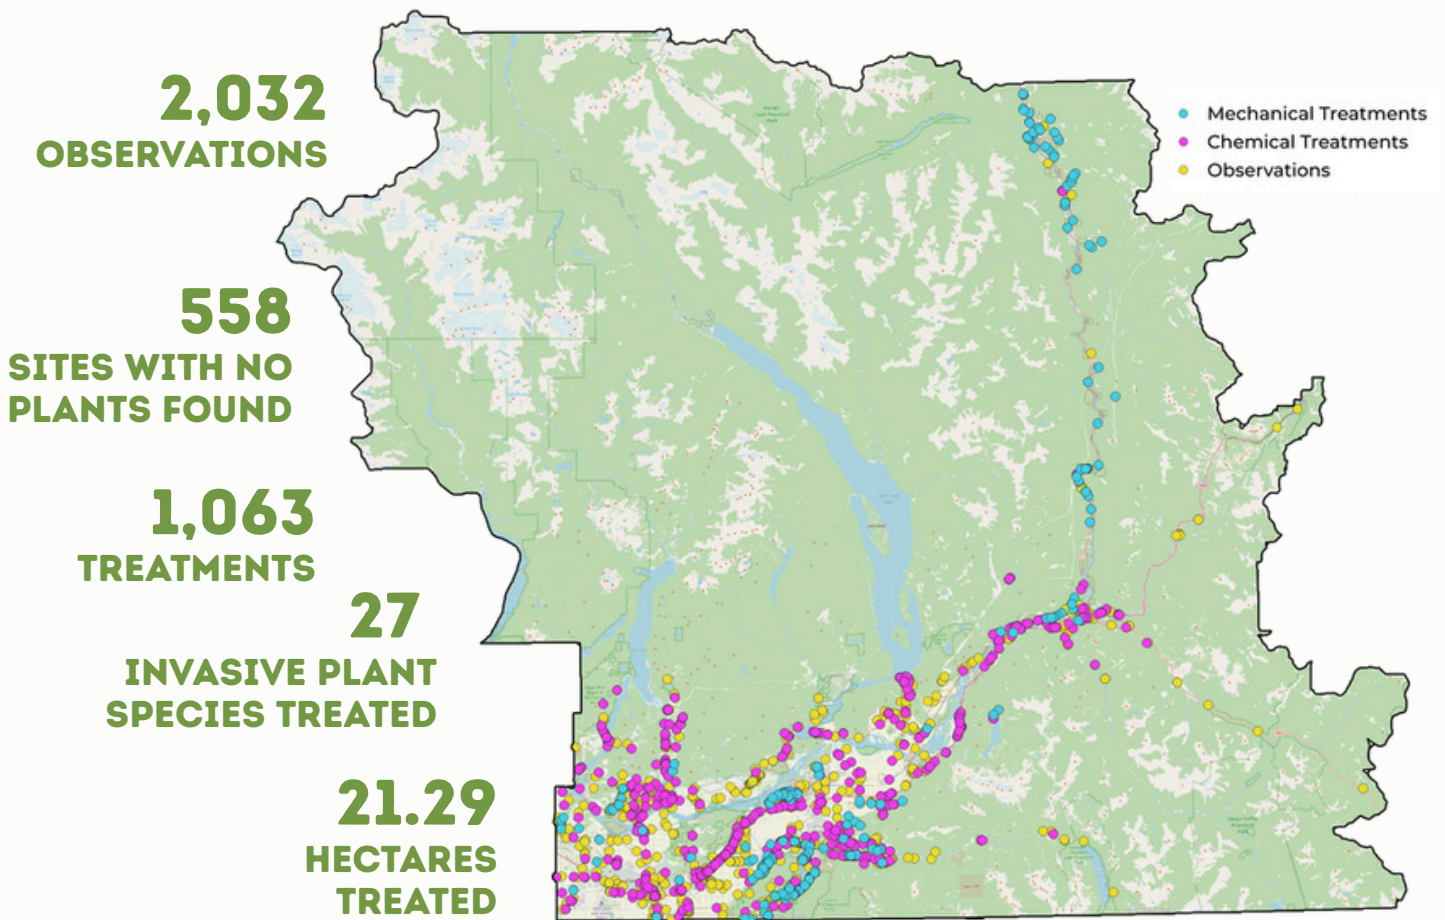 2,032
OBSERVATIONS
558
SITES WITH NO
PLANTS FOUND
1,063
TREATMENTS
27
INVASIVE PLANT
SPECIES TREATED
21.29
HECTARES
TREATED
Mechanical Treatments
Chemical Treatments
Observations